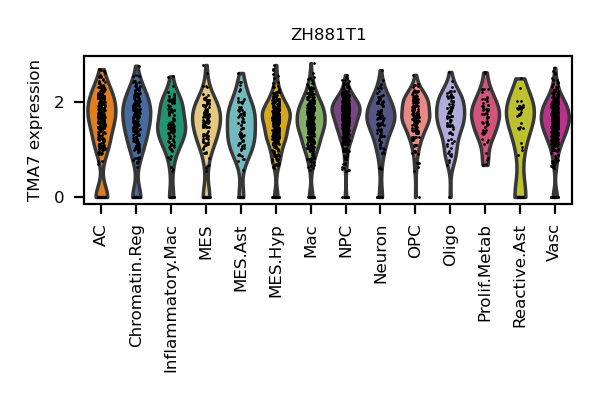 ZH881T1
TMA7 expression
2
0
AC
Chromatin.Reg
Inflammatory.Mac
MES
MES.Ast
MES.Hyp
Mac
NPC
Neuron
OPC
Oligo
Prolif.Metab
Reactive.Ast
Vasc